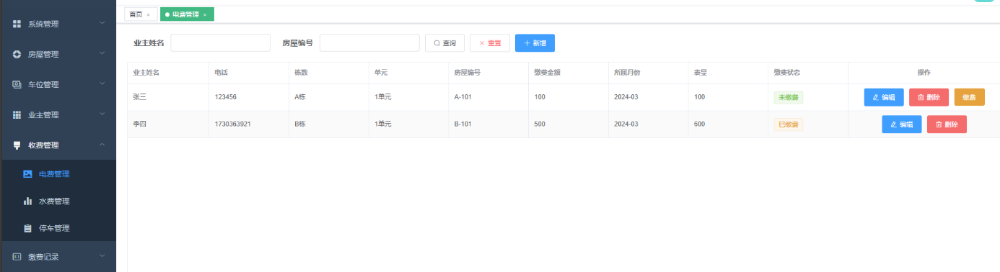 系统管理
房屋管理
车位管理
业主管理
收费管理
电费管理
水费管理
停车管理
缴费记录
首页 × 电费管理 ×
业主姓名 房屋编号 查询 重置 新增
业主姓名 电话 栋数 单元 房屋编号 缴费金额 所属月份 表显 缴费状态 操作
张三 123456 A栋 1单元 A-101 100 2024-03 100 未缴费 编辑 删除 缴费
李四 1730363921 B栋 1单元 B-101 500 2024-03 600 已缴费 编辑 删除